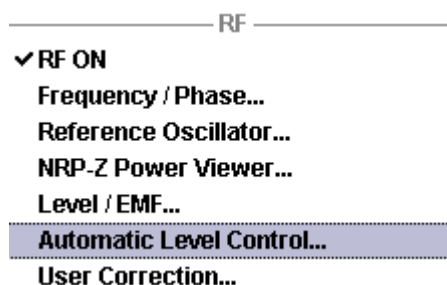 RF
RF ON
Frequency / Phase...
Reference Oscillator...
NRP-Z Power Viewer...
Level / EMF...
Automatic Level Control...
User Correction...